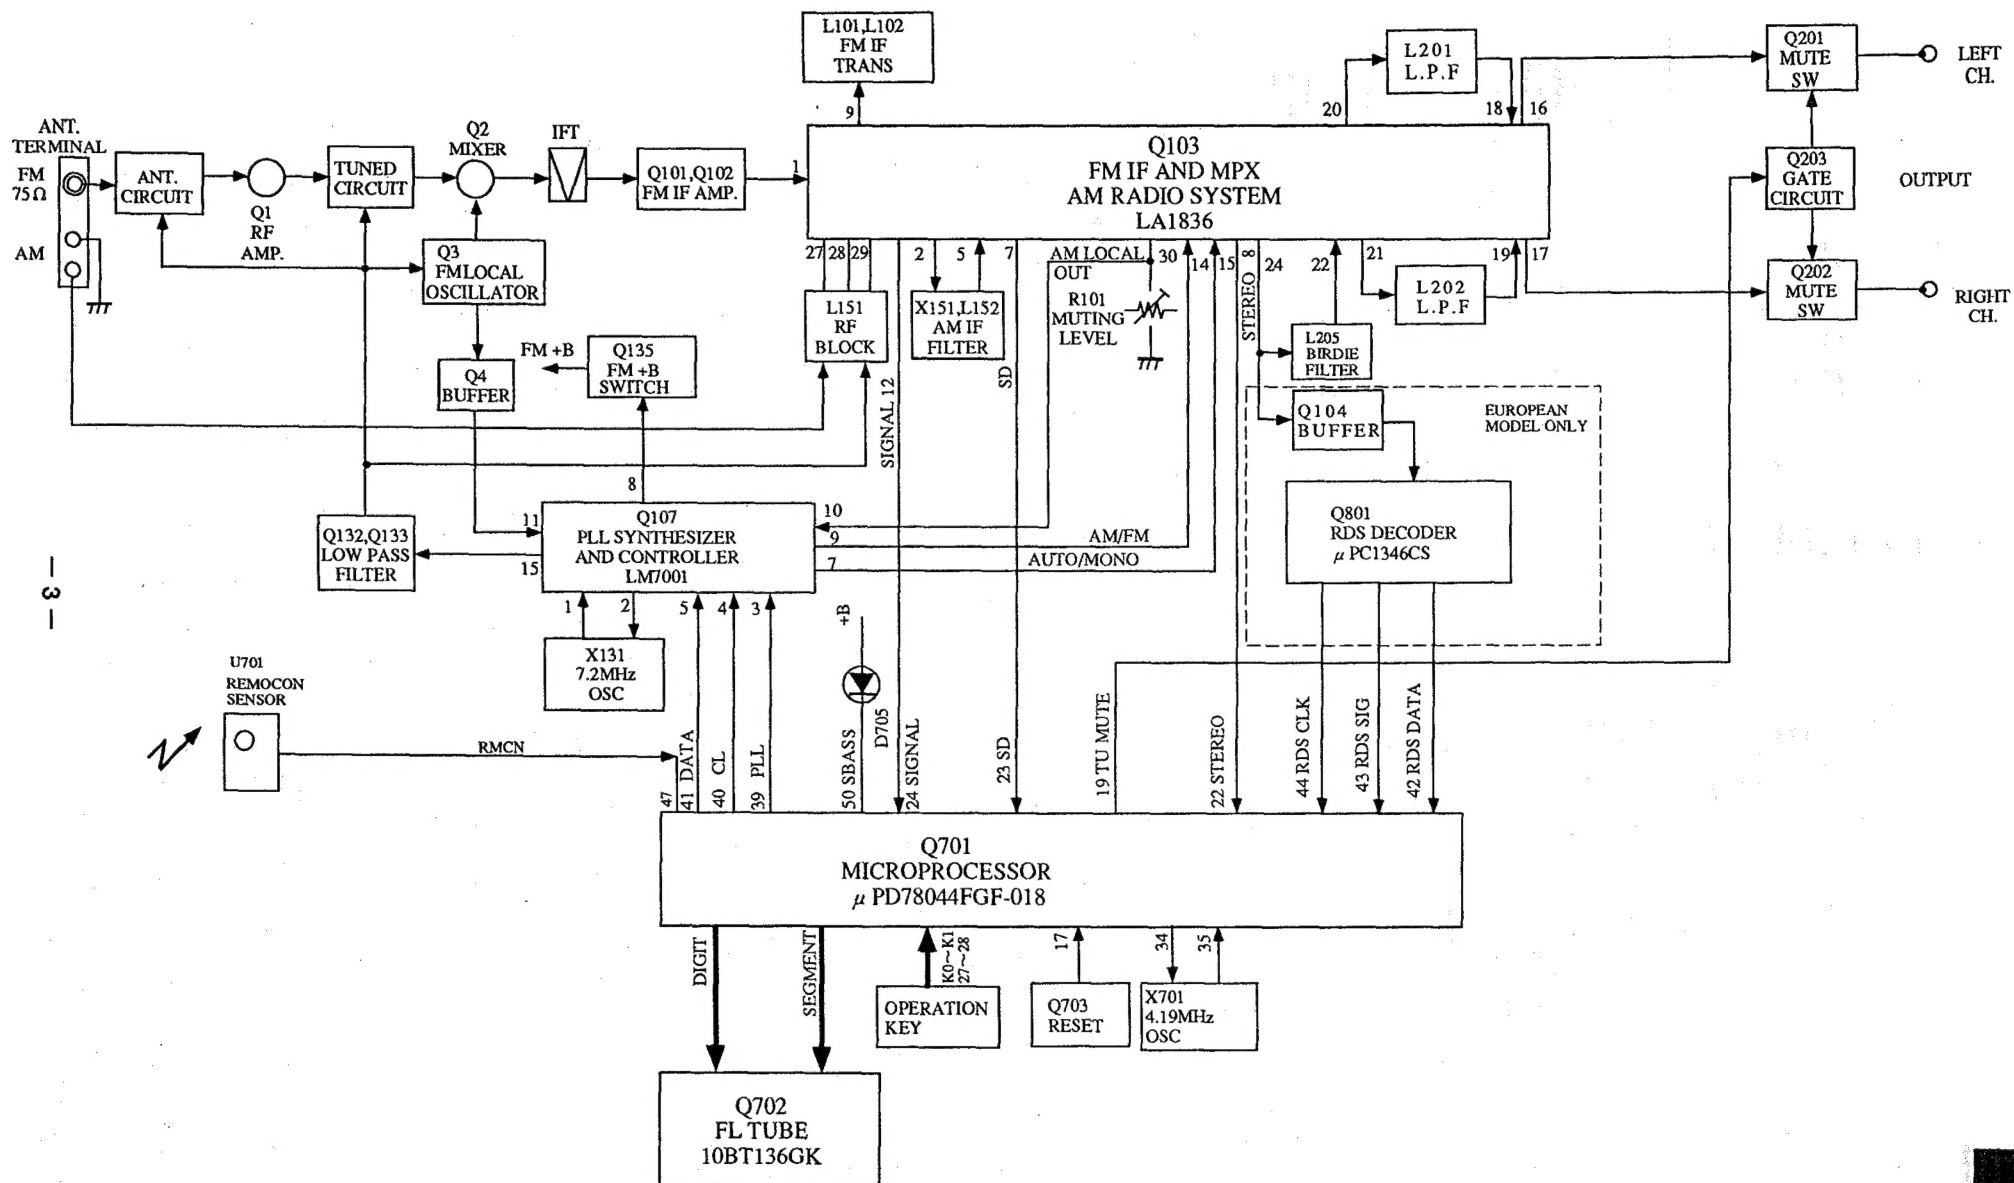 L101,L102
FM IF
TRANS
9
ANT.
TERMINAL
FM
75Ω
AM
ANT.
CIRCUIT
Q1
RF
AMP.
TUNED
CIRCUIT
Q2
MIXER
IFT
Q101,Q102
FM IF AMP.
1
Q103
FM IF AND MPX
AM RADIO SYSTEM
LA1836
20
L201
L.P.F
18
16
Q201
MUTE
SW
LEFT
CH.
Q203
GATE
CIRCUIT
OUTPUT
Q202
MUTE
SW
RIGHT
CH.
Q3
FM LOCAL
OSCILLATOR
Q4
BUFFER
FM +B
Q135
FM +B
SWITCH
27
28
29
L151
RF
BLOCK
SIGNAL 12
2
5
X151,L152
AM IF
FILTER
7
SD
AM LOCAL
OUT
30
R101
MUTING
LEVEL
14
15
STEREO 8
24
22
L205
BIRDIE
FILTER
21
L202
L.P.F
19
17
Q104
BUFFER
EUROPEAN
MODEL ONLY
Q801
RDS DECODER
μ PC1346CS
8
11
Q107
PLL SYNTHESIZER
AND CONTROLLER
LM7001
10
9
AM/FM
7
AUTO/MONO
15
Q132,Q133
LOW PASS
FILTER
1
2
5
4
3
X131
7.2MHz
OSC
+B
D705
– 3 –
U701
REMOCON
SENSOR
RMCN
47
41 DATA
40 CL
39 PLL
50 SBASS
24 SIGNAL
23 SD
19 TU MUTE
22 STEREO
44 RDS CLK
43 RDS SIG
42 RDS DATA
Q701
MICROPROCESSOR
μ PD78044FGF-018
DIGIT
SEGMENT
K0~K1
27~28
OPERATION
KEY
17
Q703
RESET
34
35
X701
4.19MHz
OSC
Q702
FL TUBE
10BT136GK